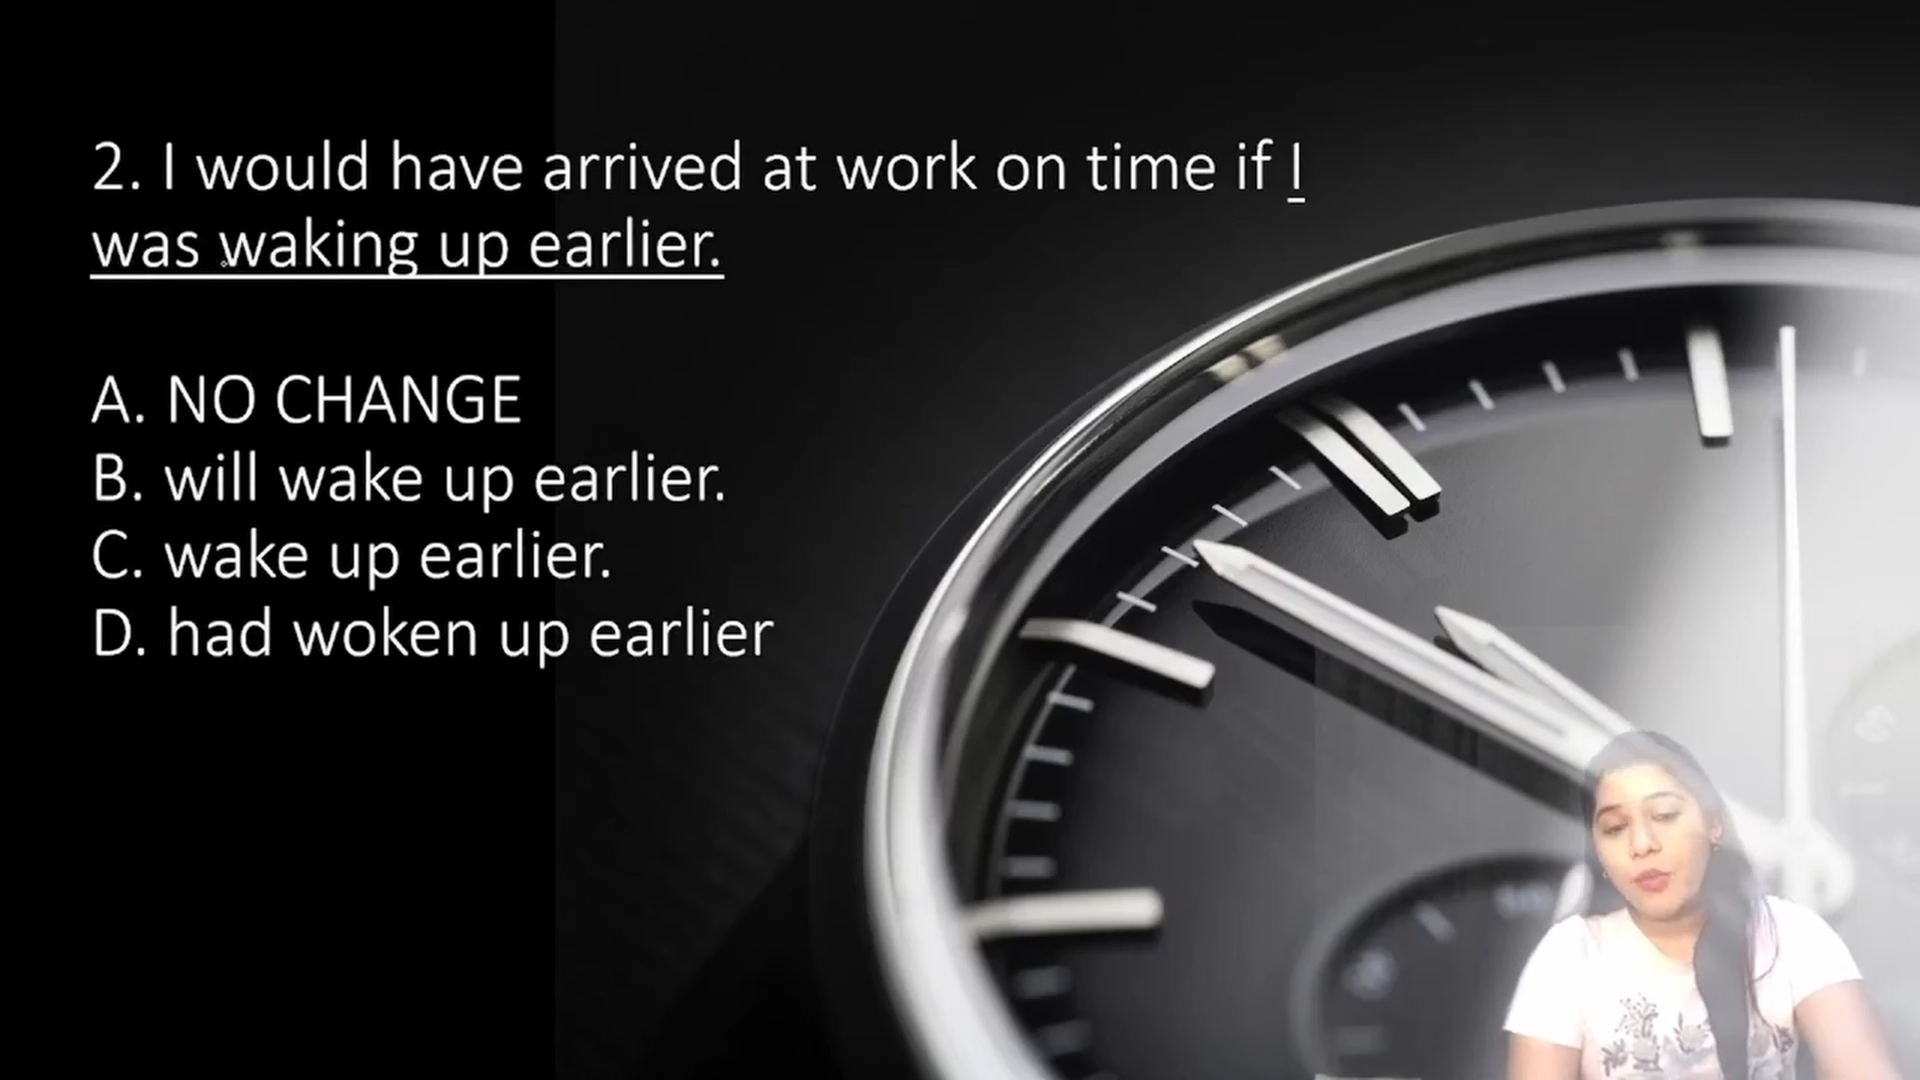 2. I would have arrived at work on time if I
was waking up earlier.
A. NO CHANGE
B. will wake up earlier.
C. wake up earlier.
D. had woken up earlier